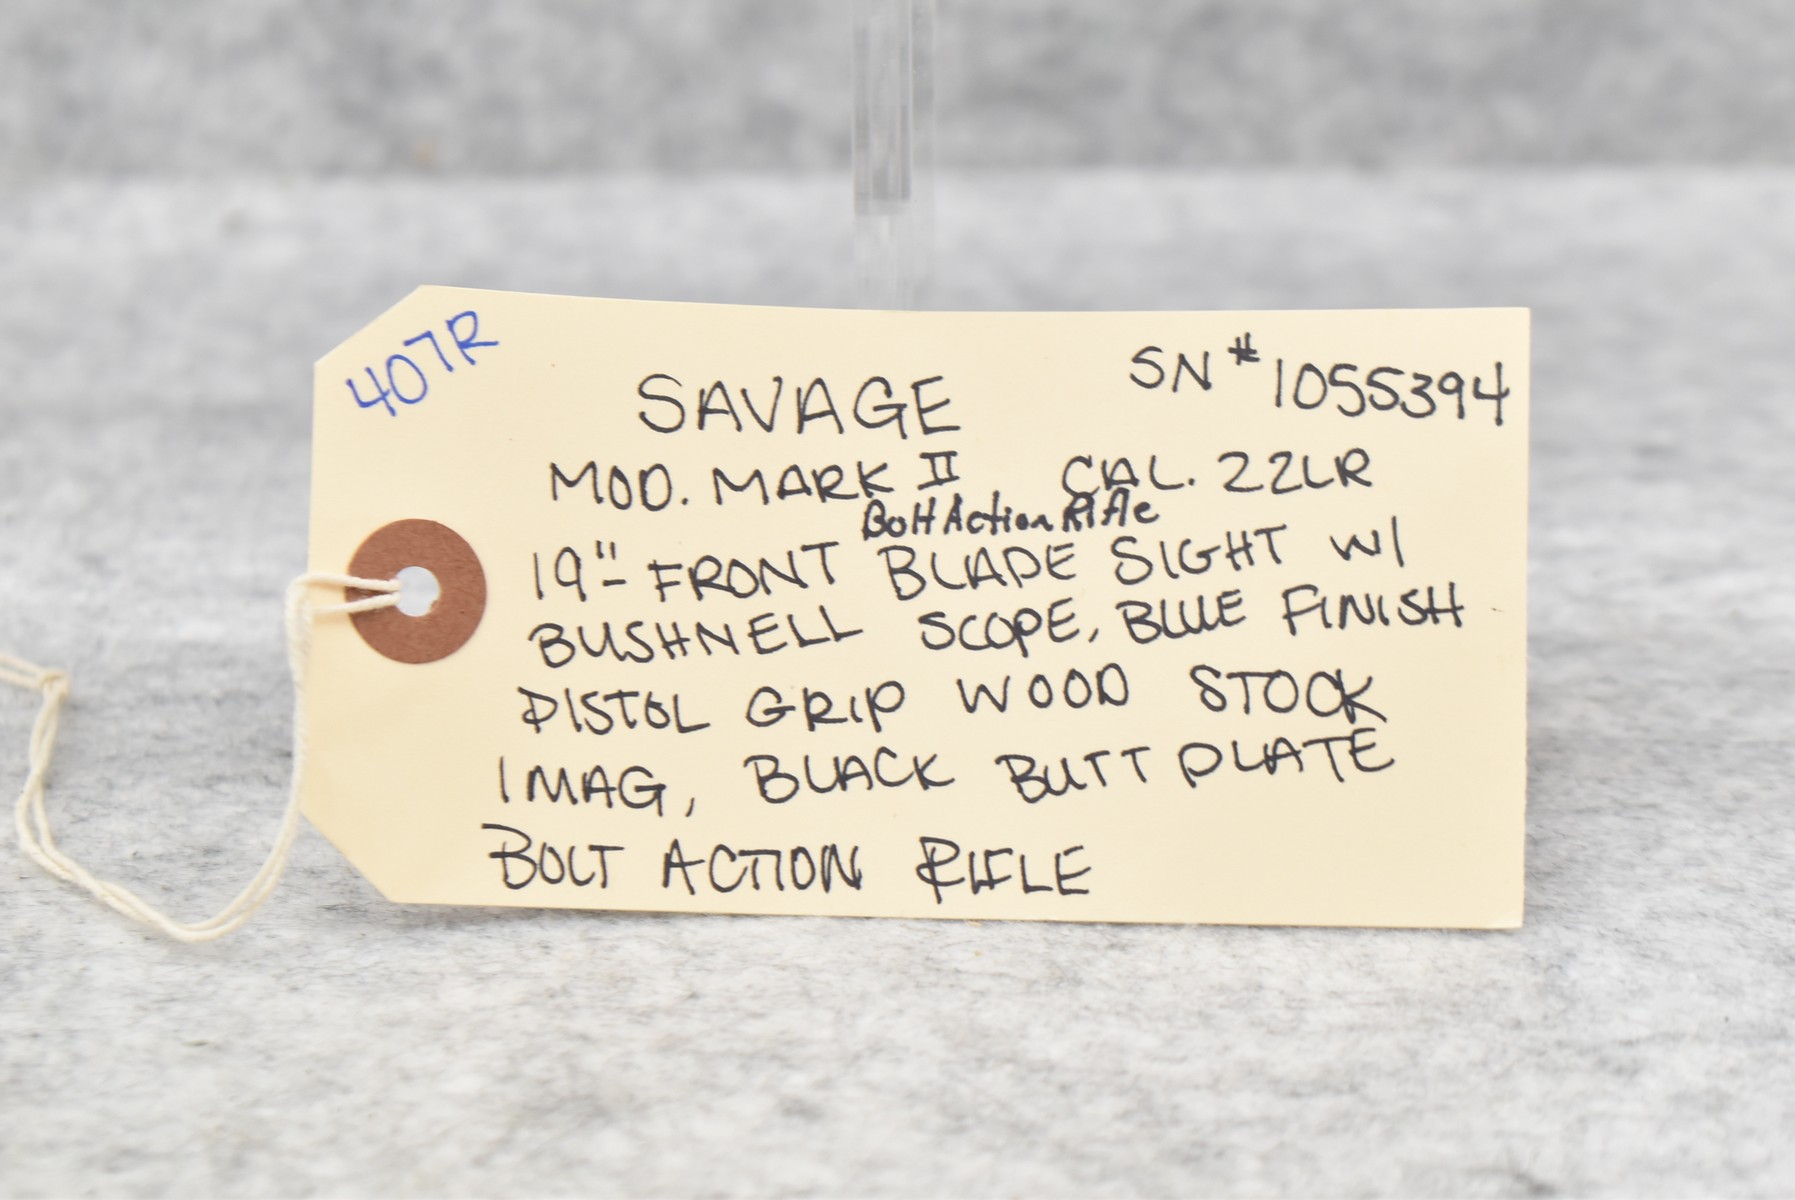 407R
SN# 1055394
SAVAGE
MOD. MARK II CAL. 22LR
Bolt Action Rifle
19"- FRONT BLADE SIGHT W/
BUSHNELL SCOPE, BLUE FINISH
PISTOL GRIP WOOD STOCK
1 MAG, BLACK BUTT PLATE
BOLT ACTION RIFLE